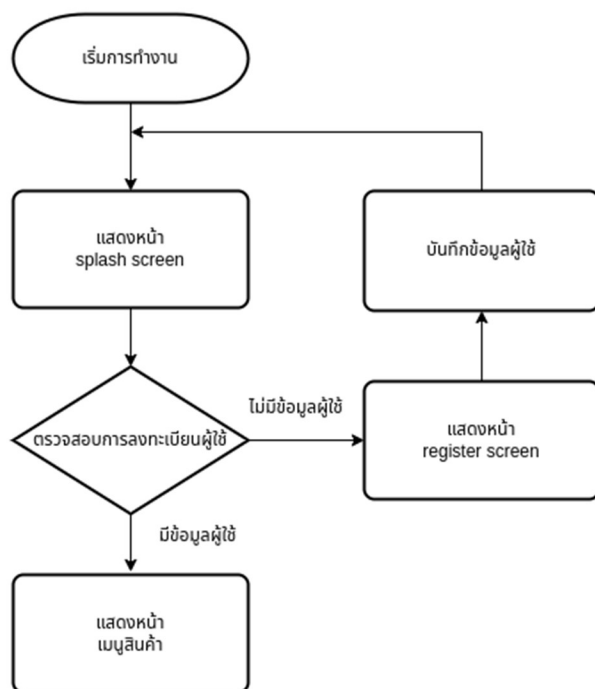 เริ่มการทำงาน
แสดงหน้า
splash screen
บันทึกข้อมูลผู้ใช้
ตรวจสอบการลงทะเบียนผู้ใช้
ไม่มีข้อมูลผู้ใช้
แสดงหน้า
register screen
มีข้อมูลผู้ใช้
แสดงหน้า
เมนูสินค้า